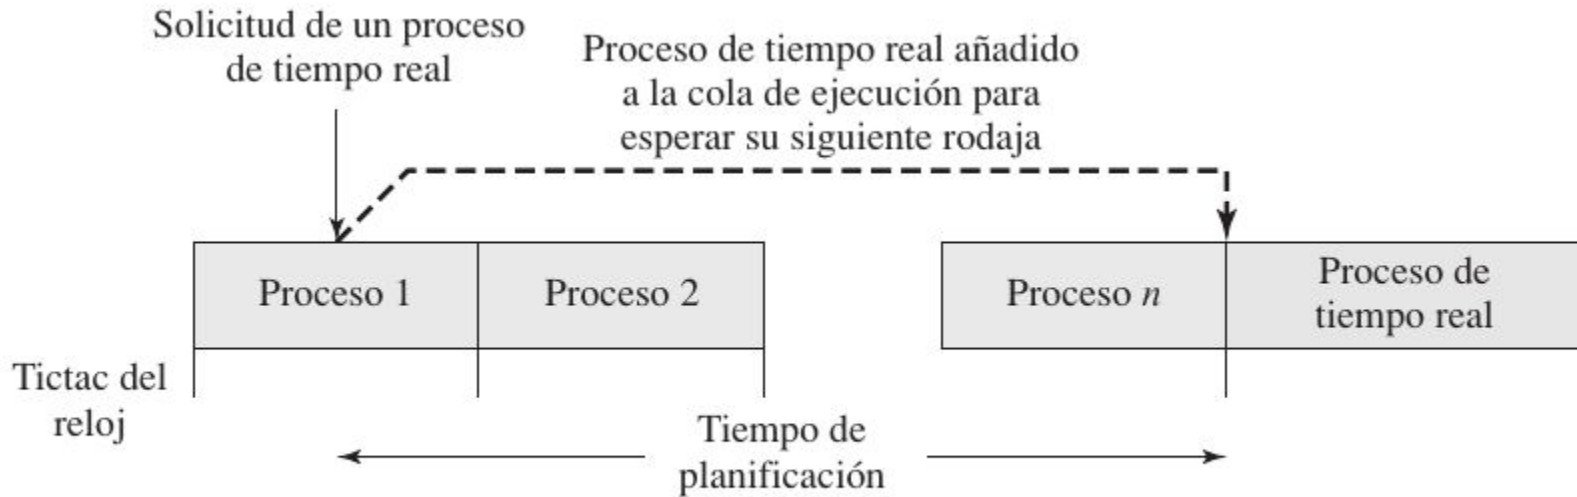 Solicitud de un proceso
de tiempo real
Proceso de tiempo real añadido
a la cola de ejecución para
esperar su siguiente rodaja
Proceso 1
Proceso 2
Proceso n
Proceso de
tiempo real
Tictac del
reloj
Tiempo de
planificación